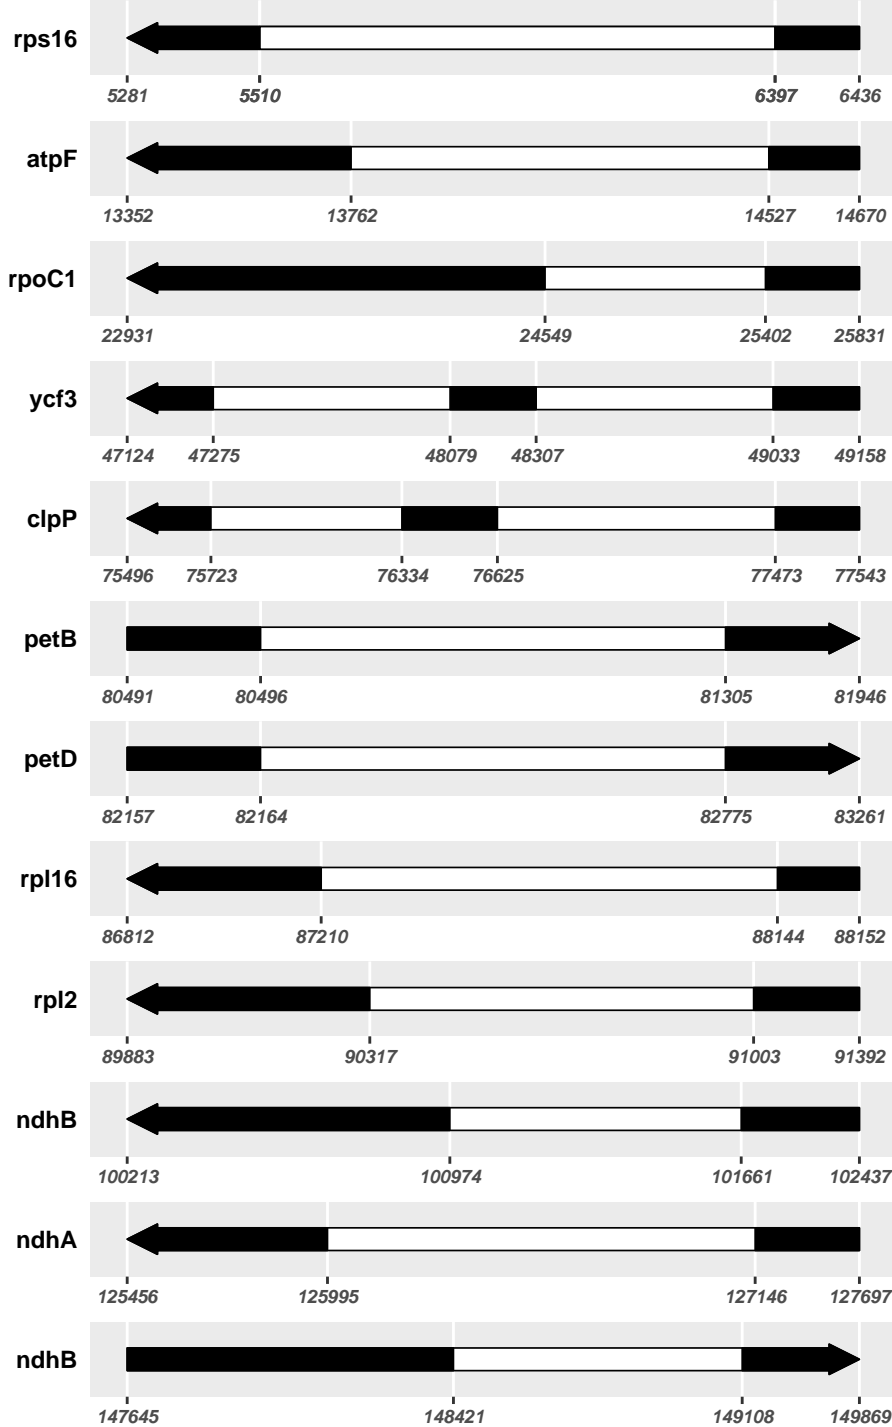 rps16
5281 5510 6397 6436
atpF
13352 13762 14527 14670
rpoC1
22931 24549 25402 25831
ycf3
47124 47275 48079 48307 49033 49158
clpP
75496 75723 76334 76625 77473 77543
petB
80491 80496 81305 81946
petD
82157 82164 82775 83261
rpl16
86812 87210 88144 88152
rpl2
89883 90317 91003 91392
ndhB
100213 100974 101661 102437
ndhA
125456 125995 127146 127697
ndhB
147645 148421 149108 149869